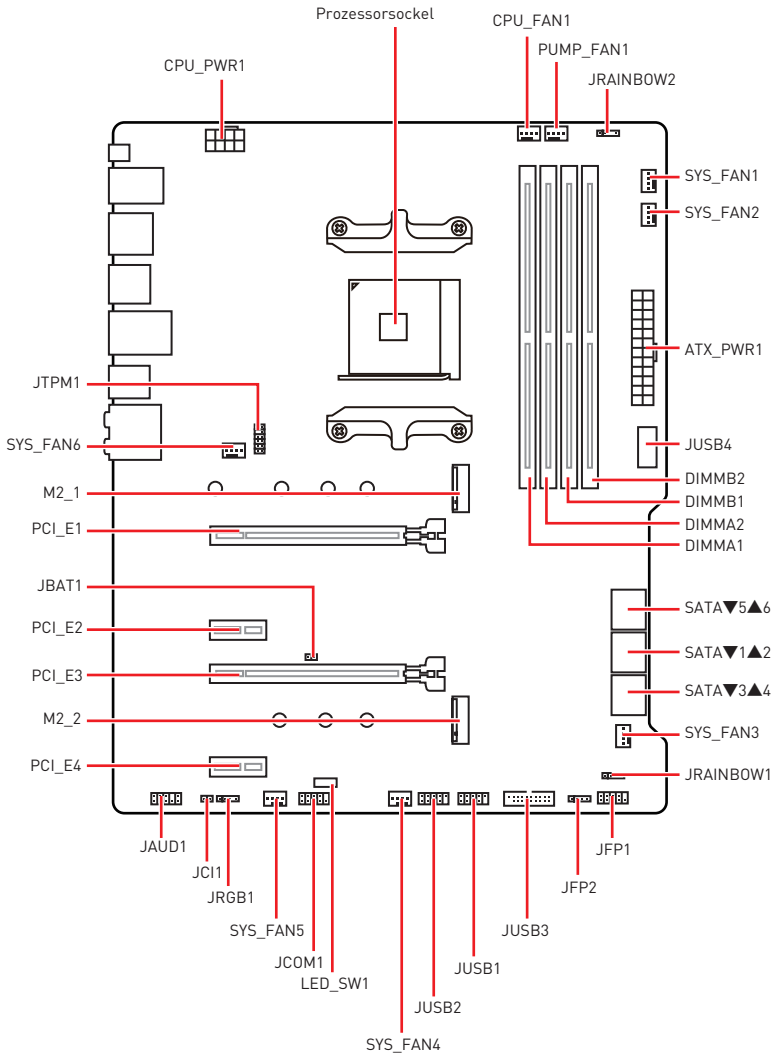 Prozessorsockel
CPU_FAN1
PUMP_FAN1
CPU_PWR1
JRAINBOW2
SYS_FAN1
SYS_FAN2
ATX_PWR1
JTPM1
SYS_FAN6
JUSB4
M2_1
DIMMB2
PCI_E1
DIMMB1
DIMMA2
DIMMA1
JBAT1
SATA▼5▲6
PCI_E2
SATA▼1▲2
PCI_E3
SATA▼3▲4
M2_2
SYS_FAN3
PCI_E4
JRAINBOW1
JAUD1
JFP1
JCI1
JFP2
JRGB1
SYS_FAN5
JUSB3
JCOM1
JUSB1
LED_SW1
JUSB2
SYS_FAN4